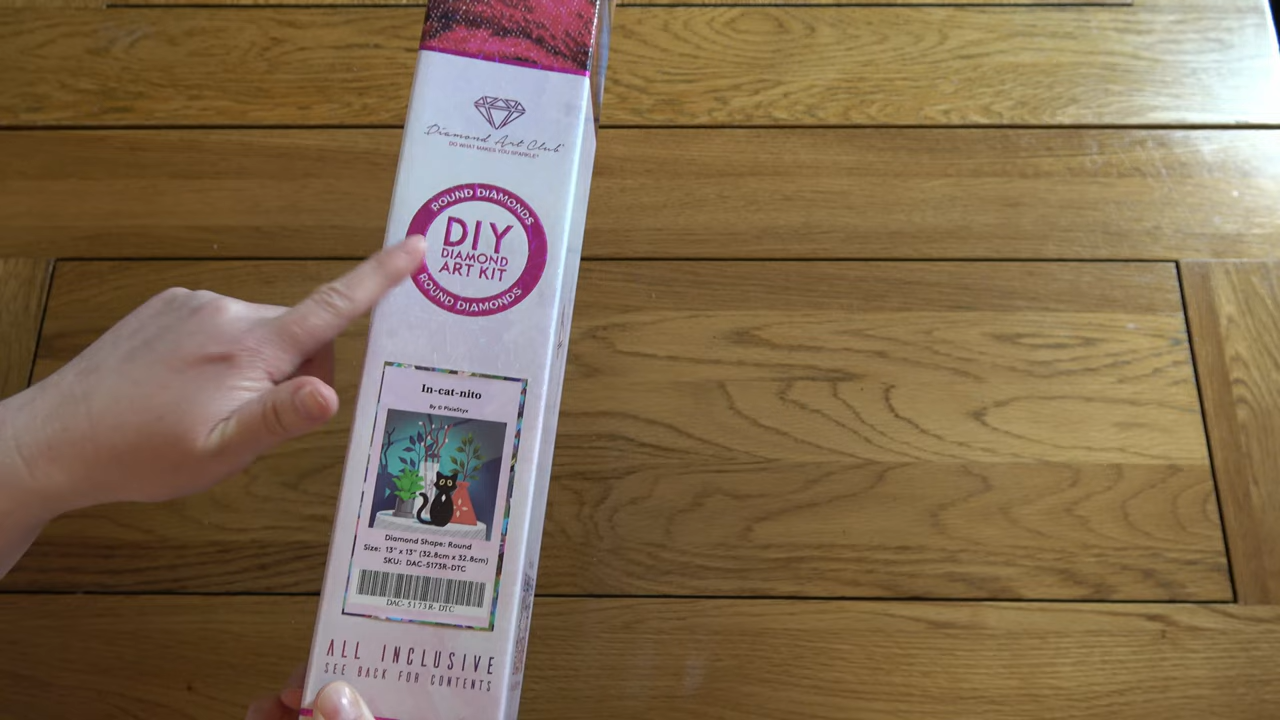 Diamond Art Club
DO WHAT MAKES YOU SPARKLE
ROUND DIAMONDS
DIY
DIAMOND
ART KIT
ROUND DIAMONDS
In-cat-nito
By © PixieStyx
Diamond Shape: Round
Size: 13" x 13" (32.8cm x 32.8cm)
SKU: DAC-5173R-DTC
DAC-5173R-DTC
ALL INCLUSIVE
SEE BACK FOR CONTENTS